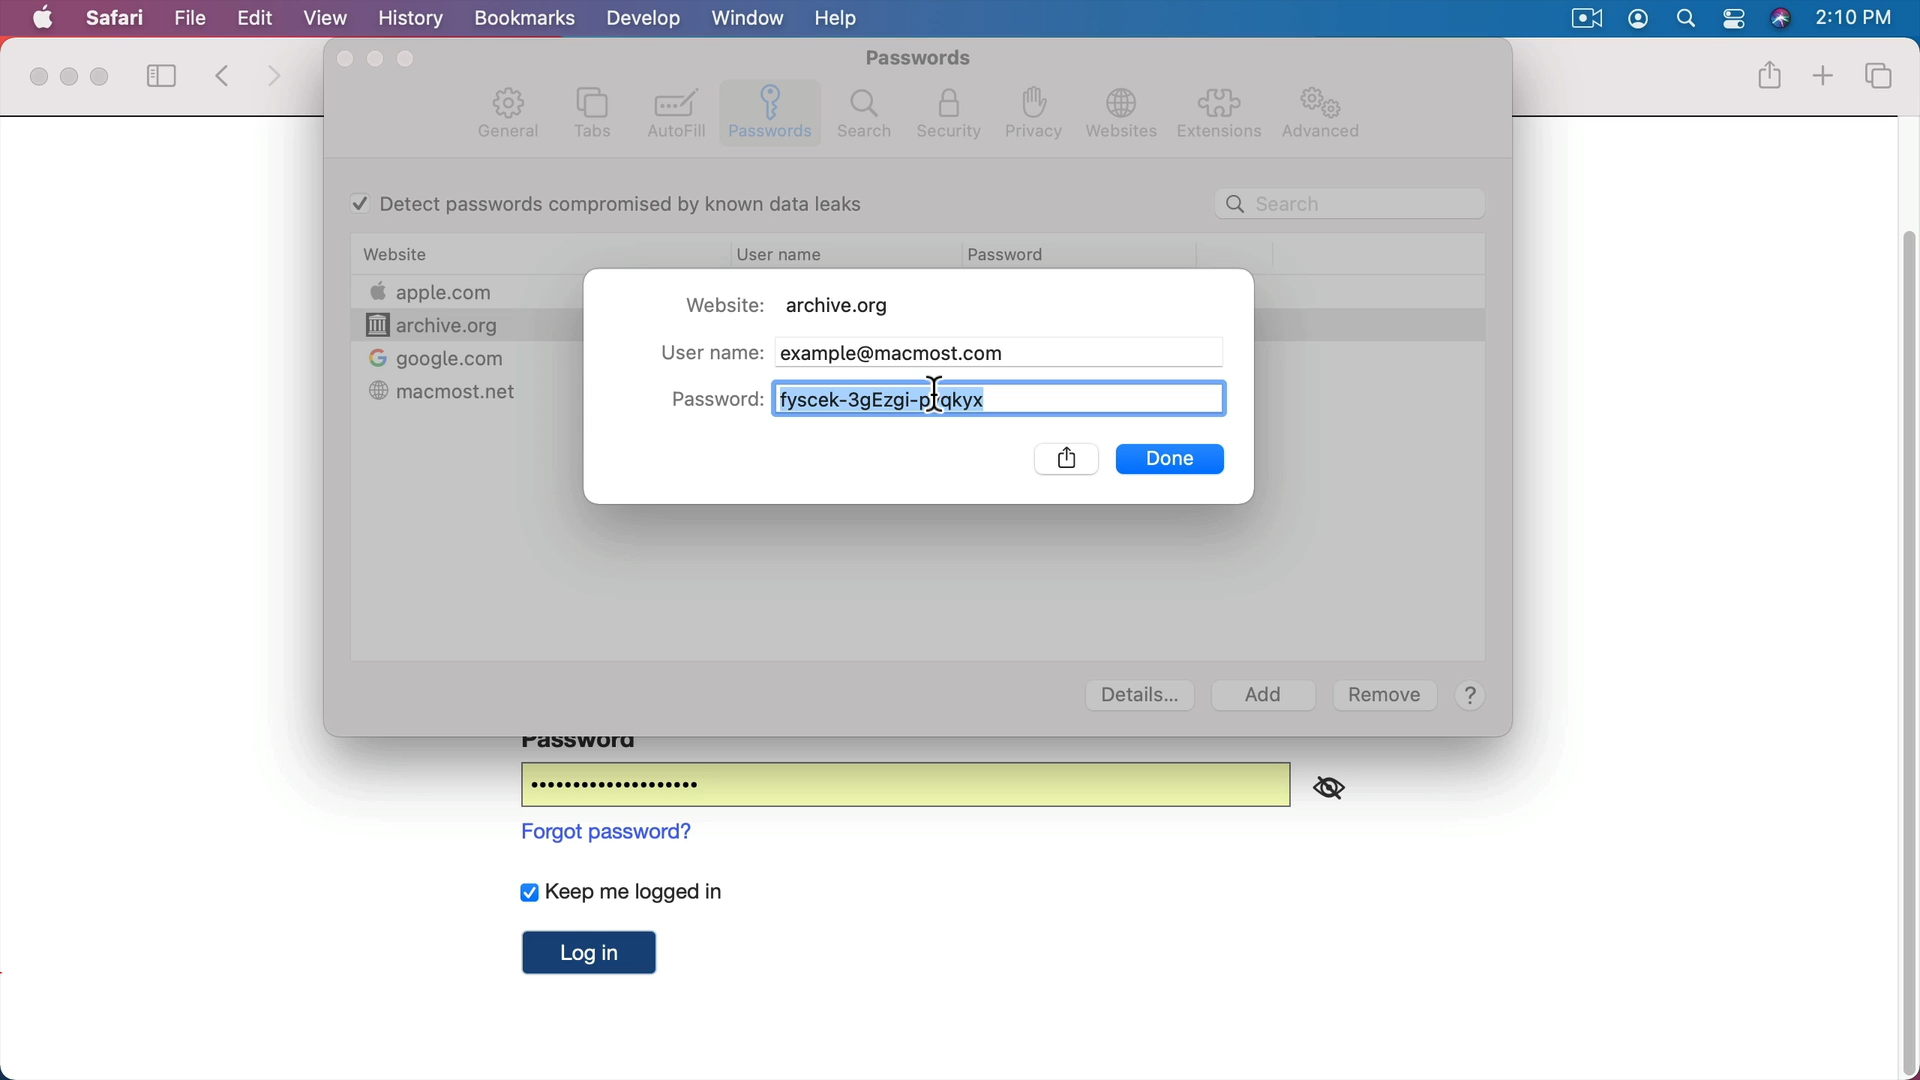 Safari File Edit View History Bookmarks Develop Window Help 2:10 PM
Passwords
General Tabs AutoFill Passwords Search Security Privacy Websites Extensions Advanced
Detect passwords compromised by known data leaks
Search
Website User name Password
apple.com
archive.org
google.com
macmost.net
Website: archive.org
User name: example@macmost.com
Password:
Done
Details... Add Remove ?
Password
••••••••••••••••••••
Forgot password?
Keep me logged in
Log in